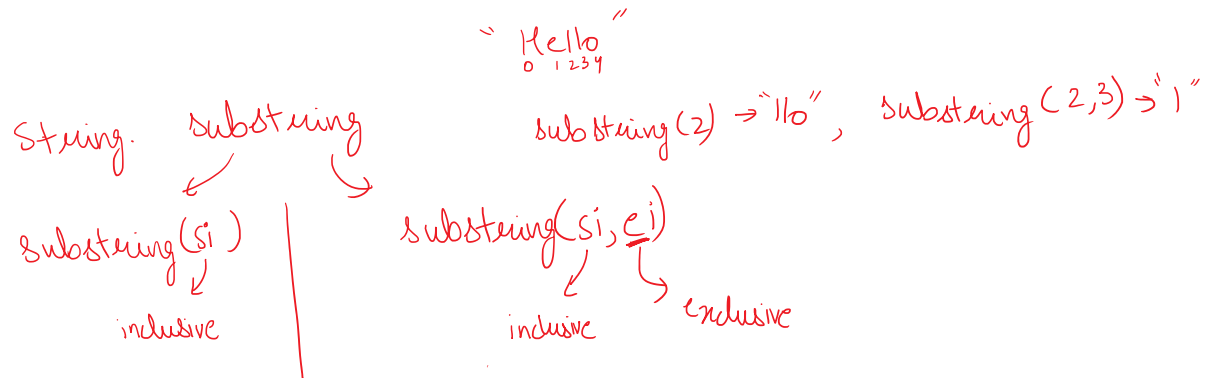 "Hello"
0 1 2 3 4
String. substring
substring(2) → "llo", substring(2,3) → "l"
substring(si) substring(si, ei)
inclusive inclusive exclusive